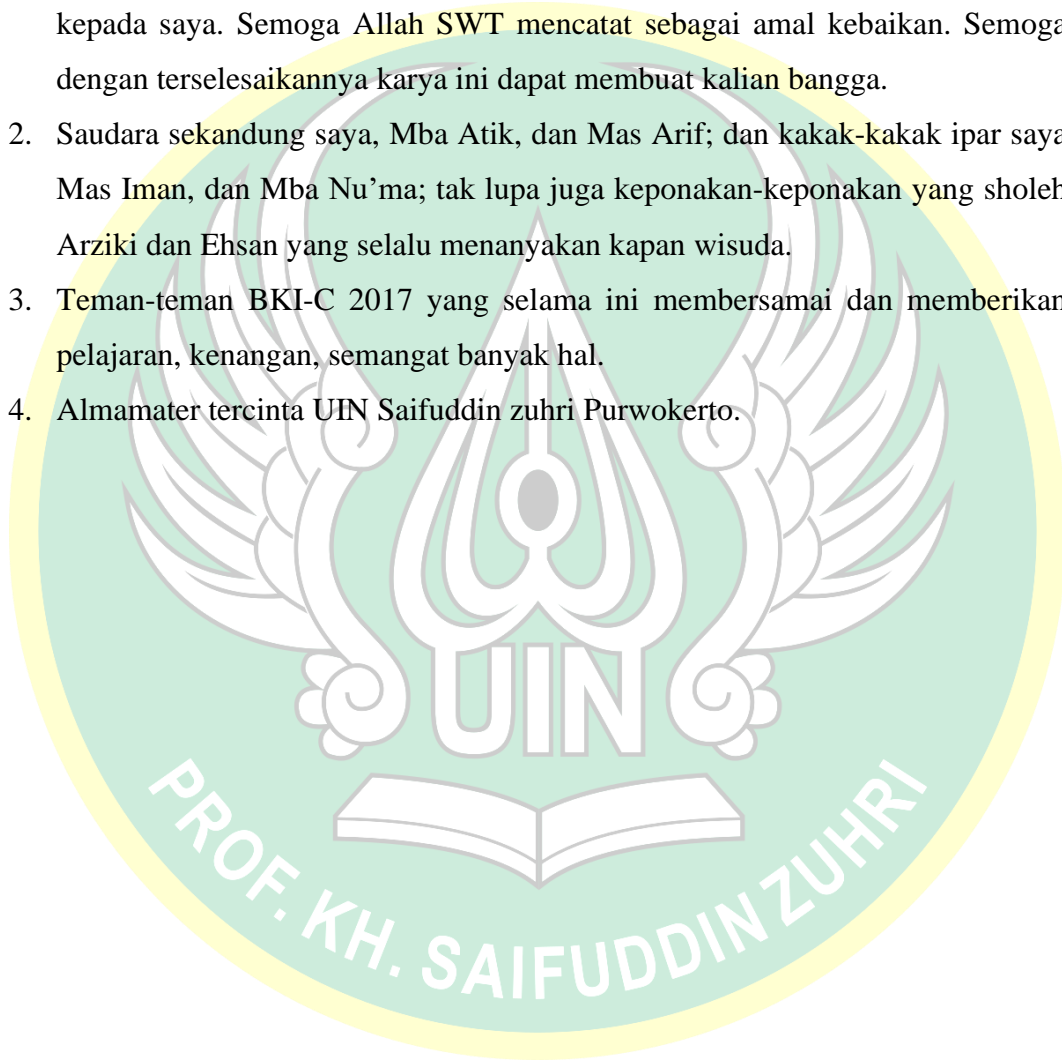 kepada saya. Semoga Allah SWT mencatat sebagai amal kebaikan. Semoga
dengan terselesaikannya karya ini dapat membuat kalian bangga.
2. Saudara sekandung saya, Mba Atik, dan Mas Arif; dan kakak-kakak ipar saya
Mas Iman, dan Mba Nu’ma; tak lupa juga keponakan-keponakan yang sholeh
Arziki dan Ehsan yang selalu menanyakan kapan wisuda.
3. Teman-teman BKI-C 2017 yang selama ini membersamai dan memberikan
pelajaran, kenangan, semangat banyak hal.
4. Almamater tercinta UIN Saifuddin zuhri Purwokerto.
UIN
PROF. KH. SAIFUDDIN ZUHRI